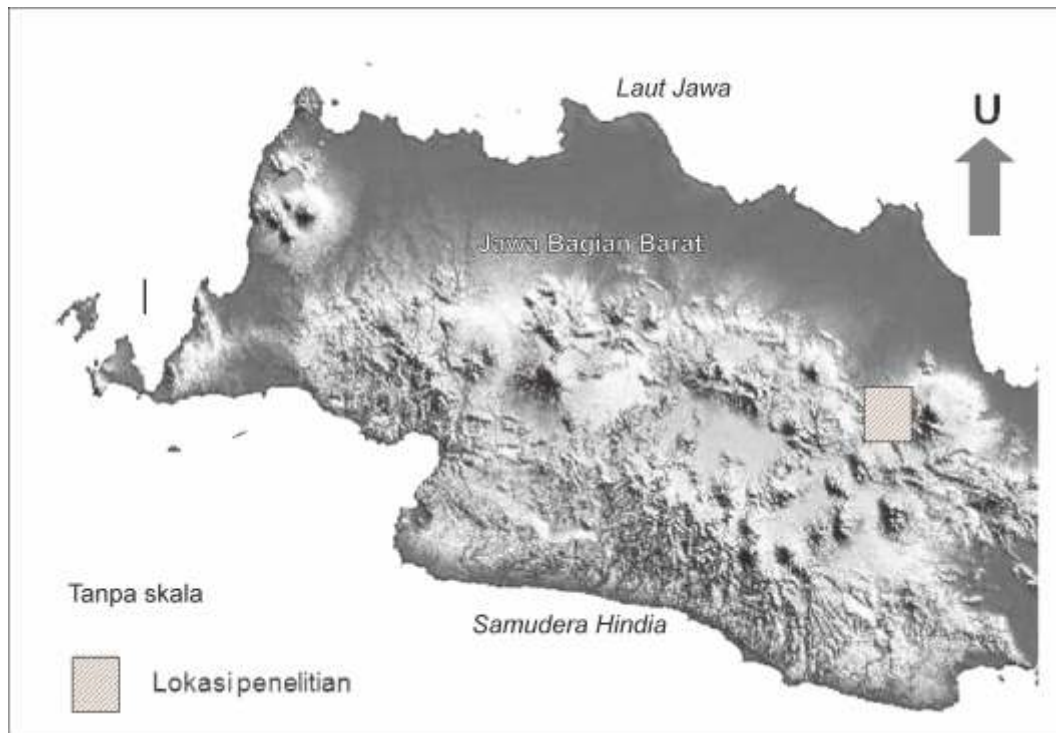 Laut Jawa
U
Jawa Bagian Barat
Tanpa skala
Samudera Hindia
Lokasi penelitian